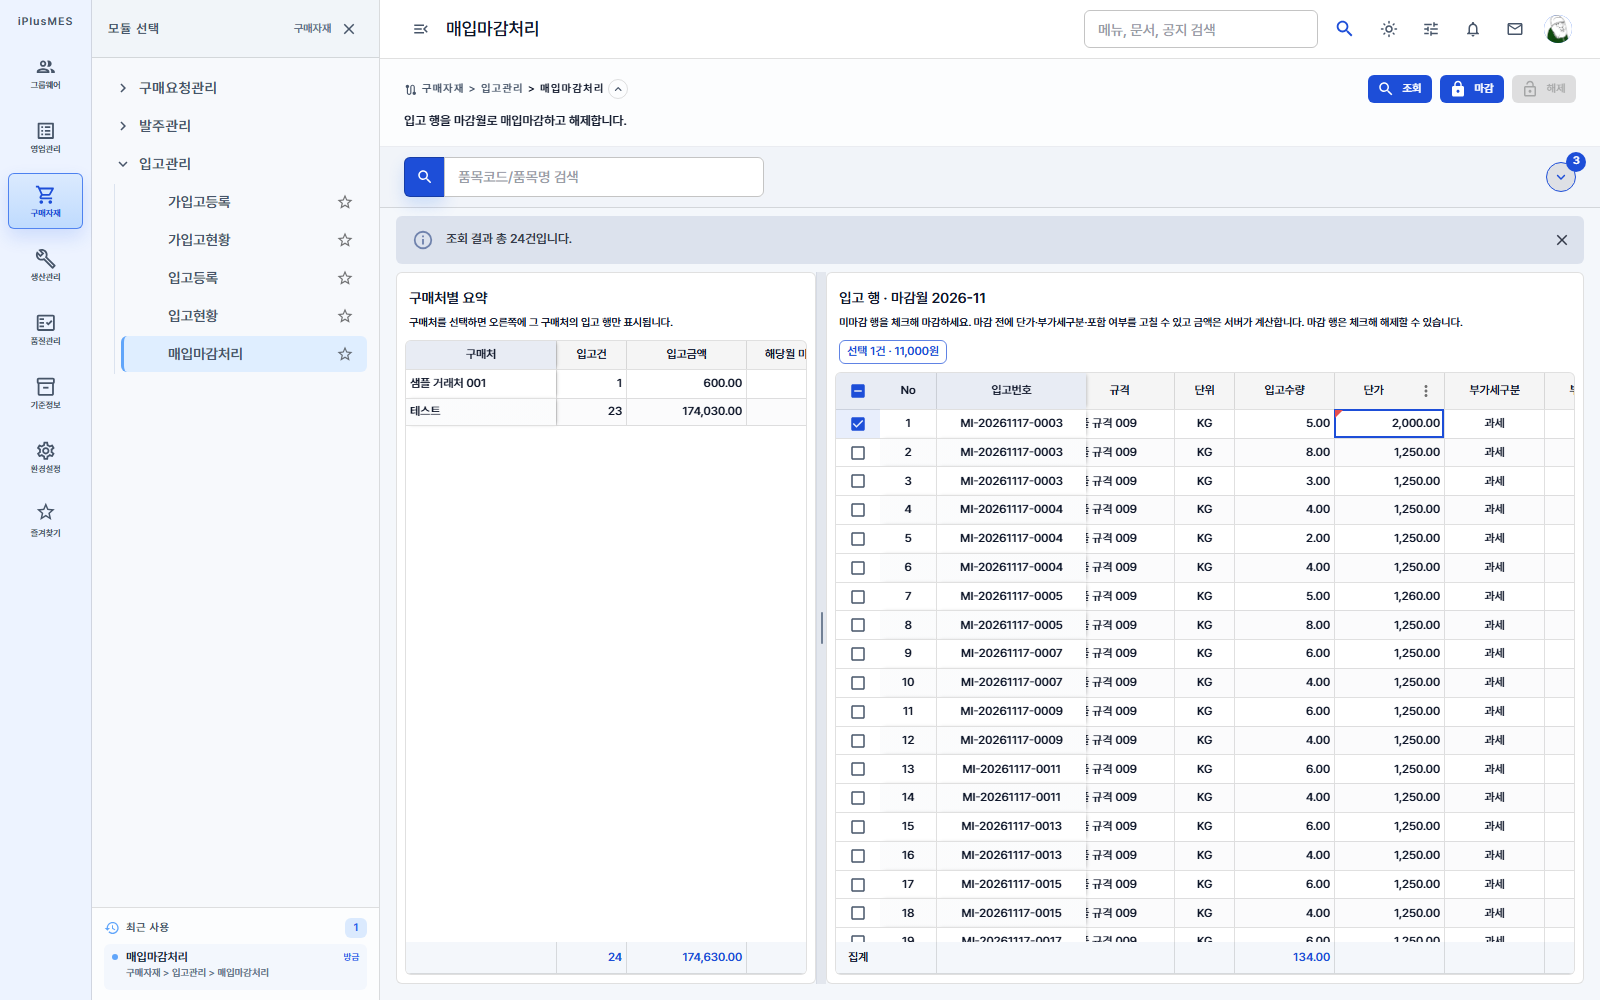 iPlusMES
그룹웨어
영업관리
구매자재
생산관리
품질관리
기준정보
환경설정
즐겨찾기
모듈 선택
구매자재
구매요청관리
발주관리
입고관리
가입고등록
가입고현황
입고등록
입고현황
매입마감처리
최근 사용
1
매입마감처리
방금
구매자재 > 입고관리 > 매입마감처리
매입마감처리
메뉴, 문서, 공지 검색
구매자재 > 입고관리 > 매입마감처리
입고 행을 마감월로 매입마감하고 해제합니다.
조회
마감
해제
품목코드/품목명 검색
3
조회 결과 총 24건입니다.
구매처별 요약
구매처를 선택하면 오른쪽에 그 구매처의 입고 행만 표시됩니다.
구매처 입고건 입고금액 해당월 미
샘플 거래처 001 1 600.00
테스트 23 174,030.00
24 174,630.00
입고 행 · 마감월 2026-11
미마감 행을 체크해 마감하세요. 마감 전에 단가·부가세구분·포함 여부를 고칠 수 있고 금액은 서버가 계산합니다. 마감 행은 체크해 해제할 수 있습니다.
선택 1건 · 11,000원
No 입고번호 규격 단위 입고수량 단가 부가세구분
1 MI-20261117-0003 규격 009 KG 5.00 2,000.00 과세
2 MI-20261117-0003 규격 009 KG 8.00 1,250.00 과세
3 MI-20261117-0003 규격 009 KG 3.00 1,250.00 과세
4 MI-20261117-0004 규격 009 KG 4.00 1,250.00 과세
5 MI-20261117-0004 규격 009 KG 2.00 1,250.00 과세
6 MI-20261117-0004 규격 009 KG 4.00 1,250.00 과세
7 MI-20261117-0005 규격 009 KG 5.00 1,260.00 과세
8 MI-20261117-0005 규격 009 KG 8.00 1,250.00 과세
9 MI-20261117-0007 규격 009 KG 6.00 1,250.00 과세
10 MI-20261117-0007 규격 009 KG 4.00 1,250.00 과세
11 MI-20261117-0009 규격 009 KG 6.00 1,250.00 과세
12 MI-20261117-0009 규격 009 KG 4.00 1,250.00 과세
13 MI-20261117-0011 규격 009 KG 6.00 1,250.00 과세
14 MI-20261117-0011 규격 009 KG 4.00 1,250.00 과세
15 MI-20261117-0013 규격 009 KG 6.00 1,250.00 과세
16 MI-20261117-0013 규격 009 KG 4.00 1,250.00 과세
17 MI-20261117-0015 규격 009 KG 6.00 1,250.00 과세
18 MI-20261117-0015 규격 009 KG 4.00 1,250.00 과세
19 MI-20261117-0017 규격 009 KG 6.00 1,250.00 과세
집계 134.00